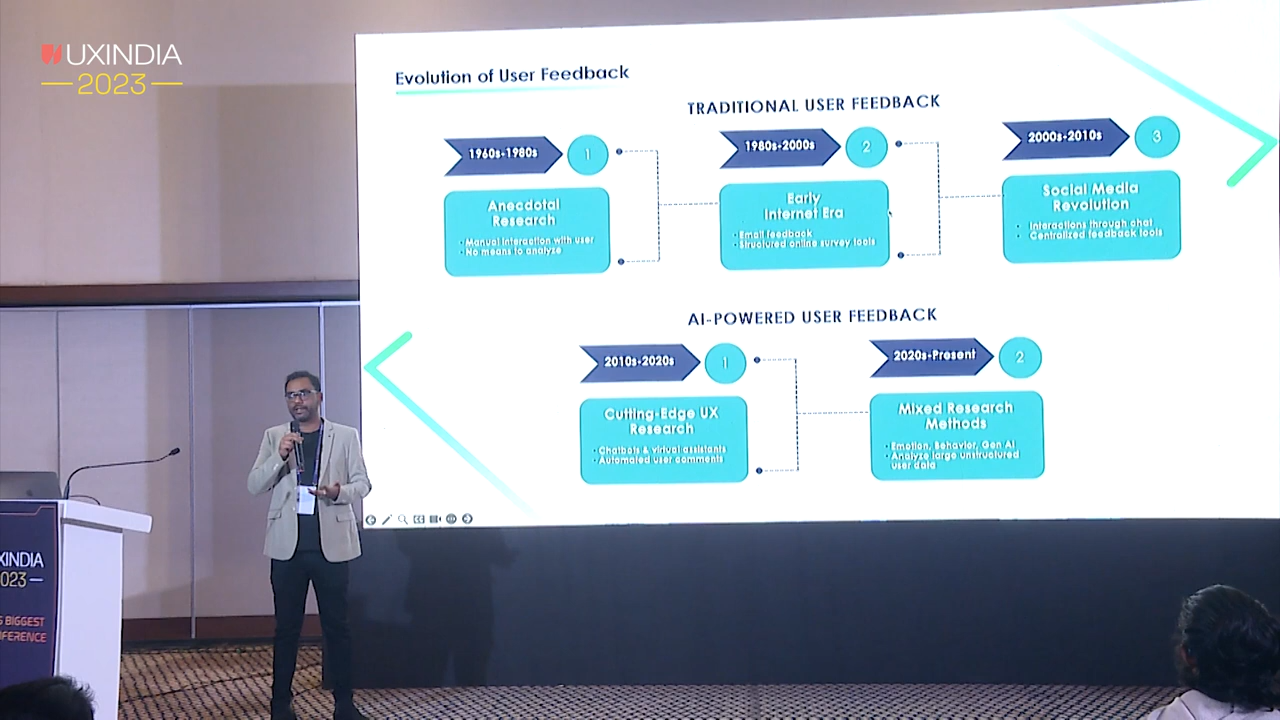 UXINDIA
2023
Evolution of User Feedback
TRADITIONAL USER FEEDBACK
1960s-1980s
1
Anecdotal
Research
• Manual interaction with user
• No means to analyze
1980s-2000s
2
Early
Internet Era
• Email feedback
• Structured online survey tools
2000s-2010s
3
Social Media
Revolution
• Interactions through chat
• Centralized feedback tools
AI-POWERED USER FEEDBACK
2010s-2020s
1
Cutting-Edge UX
Research
• Chatbots & virtual assistants
• Automated user comments
2020s-Present
2
Mixed Research
Methods
• Emotion, Behavior, Gen AI
• Analyze large unstructured
user data
XINDIA
023
S BIGGEST
FERENCE